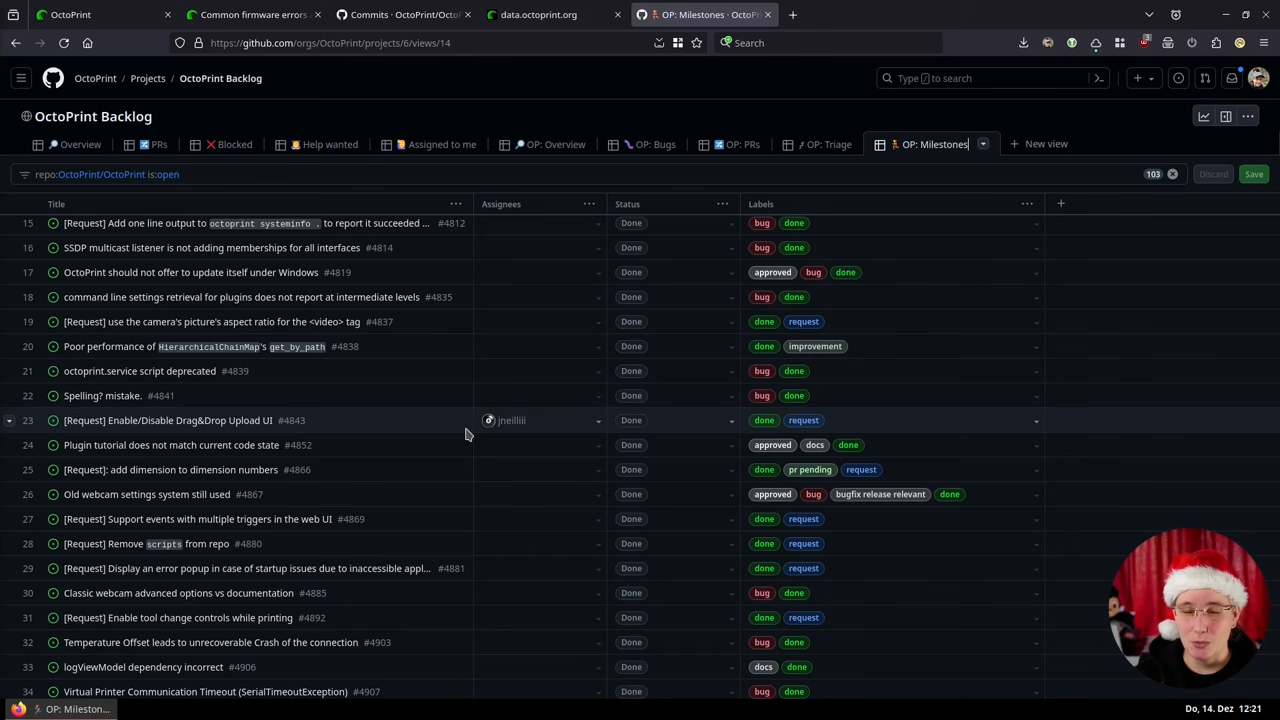 OctoPrint
Common firmware errors
Commits · OctoPrint/Octo
data.octoprint.org
OP: Milestones · OctoPr
https://github.com/orgs/OctoPrint/projects/6/views/14
Search
OctoPrint / Projects / OctoPrint Backlog
Type / to search
OctoPrint Backlog
Overview
PRs
Blocked
Help wanted
Assigned to me
OP: Overview
OP: Bugs
OP: PRs
OP: Triage
OP: Milestones
New view
repo:OctoPrint/OctoPrint is:open
103
Discard
Save
Title Assignees Status Labels
15 [Request] Add one line output to octoprint systeminfo . to report it succeeded ... #4812 Done bug done
16 SSDP multicast listener is not adding memberships for all interfaces #4814 Done bug done
17 OctoPrint should not offer to update itself under Windows #4819 Done approved bug done
18 command line settings retrieval for plugins does not report at intermediate levels #4835 Done bug done
19 [Request] use the camera's picture's aspect ratio for the <video> tag #4837 Done done request
20 Poor performance of HierarchicalChainMap's get_by_path #4838 Done done improvement
21 octoprint.service script deprecated #4839 Done bug done
22 Spelling? mistake. #4841 Done bug done
23 [Request] Enable/Disable Drag&Drop Upload UI #4843 jneilliii Done done request
24 Plugin tutorial does not match current code state #4852 Done approved docs done
25 [Request]: add dimension to dimension numbers #4866 Done done pr pending request
26 Old webcam settings system still used #4867 Done approved bug bugfix release relevant done
27 [Request] Support events with multiple triggers in the web UI #4869 Done done request
28 [Request] Remove scripts from repo #4880 Done done request
29 [Request] Display an error popup in case of startup issues due to inaccessible appl... #4881 Done done request
30 Classic webcam advanced options vs documentation #4885 Done bug done
31 [Request] Enable tool change controls while printing #4892 Done done request
32 Temperature Offset leads to unrecoverable Crash of the connection #4903 Done bug done
33 logViewModel dependency incorrect #4906 Done docs done
34 Virtual Printer Communication Timeout (SerialTimeoutException) #4907 Done bug done
OP: Mileston...
Do, 14. Dez 12:21